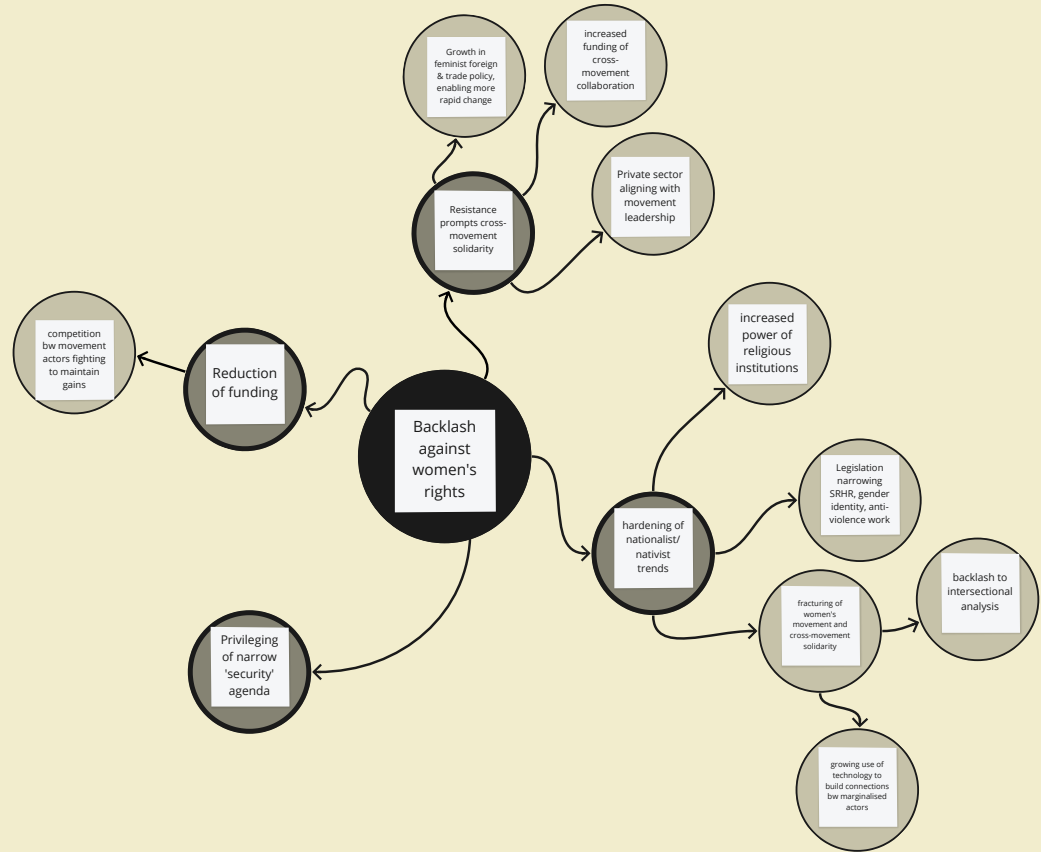 Growth in
feminist foreign
& trade policy,
enabling more
rapid change
increased
funding of
cross-
movement
collaboration
Private sector
aligning with
movement
leadership
Resistance
prompts cross-
movement
solidarity
competition
bw movement
actors fighting
to maintain
gains
Reduction
of funding
Backlash
against
women's
rights
increased
power of
religious
institutions
Legislation
narrowing
SRHR, gender
identity, anti-
violence work
hardening of
nationalist/
nativist
trends
fracturing of
women's
movement and
cross-movement
solidarity
backlash to
intersectional
analysis
Privileging
of narrow
'security'
agenda
growing use of
technology to
build connections
bw marginalised
actors